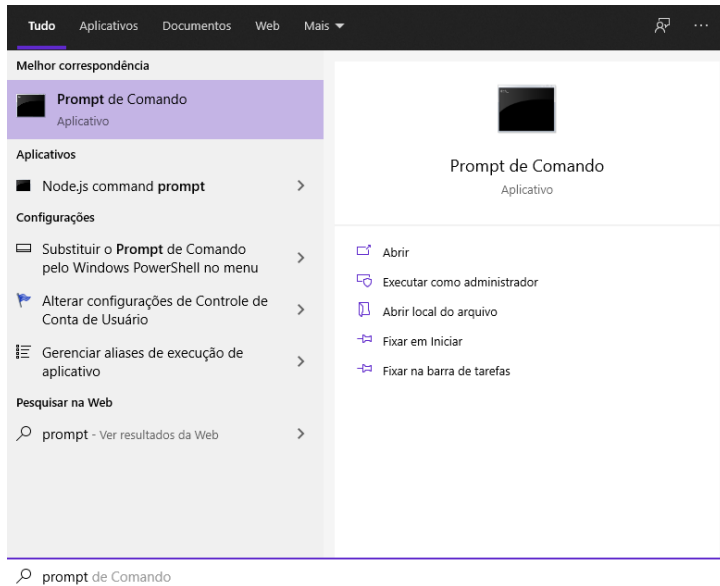 Tudo Aplicativos Documentos Web Mais
Melhor correspondência
Prompt de Comando
Aplicativo
Aplicativos
Node.js command prompt
Configurações
Substituir o Prompt de Comando
pelo Windows PowerShell no menu
Alterar configurações de Controle de
Conta de Usuário
Gerenciar aliases de execução de
aplicativo
Pesquisar na Web
prompt - Ver resultados da Web
Prompt de Comando
Aplicativo
Abrir
Executar como administrador
Abrir local do arquivo
Fixar em Iniciar
Fixar na barra de tarefas
prompt de Comando